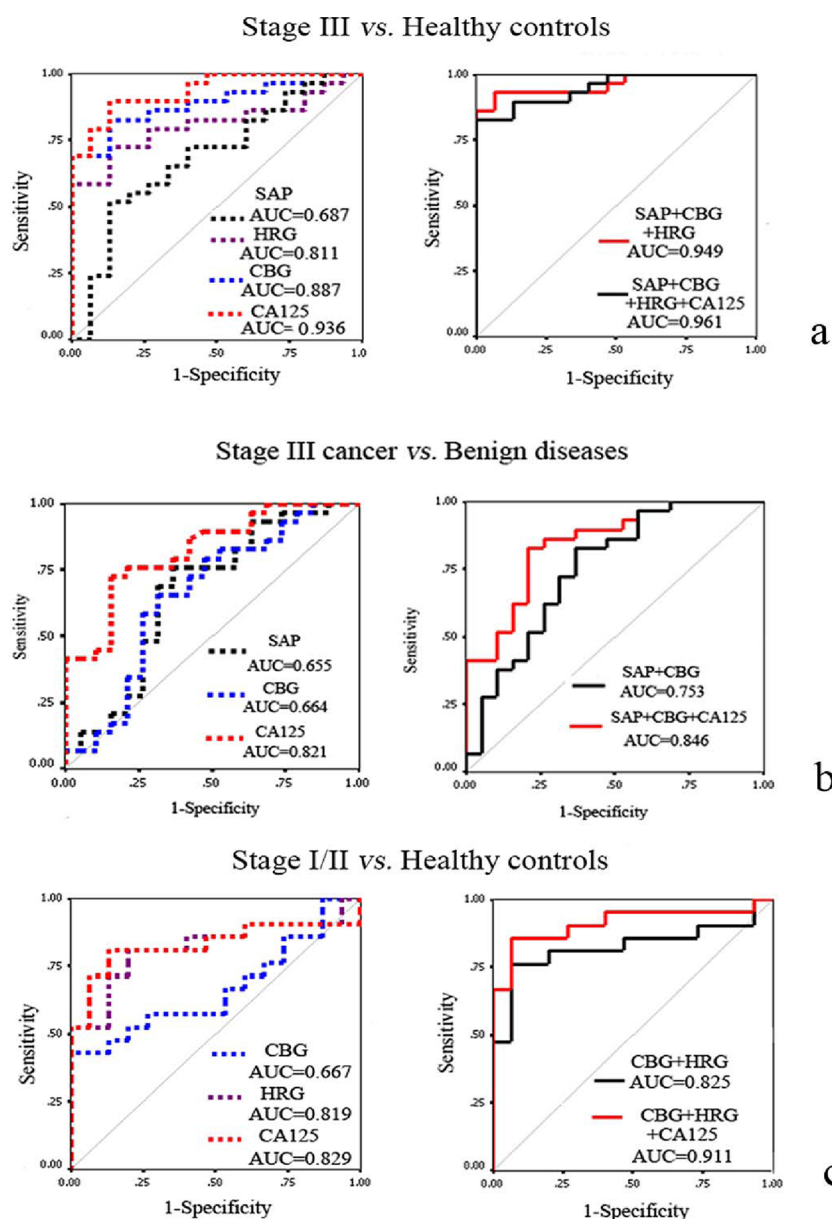 Stage III vs. Healthy controls
1.00
.75
.50
.25
0.00
Sensitivity
0.00
.25
.50
.75
1.00
1-Specificity
SAP
AUC=0.687
HRG
AUC=0.811
CBG
AUC=0.887
CA125
AUC= 0.936
1.00
.75
.50
.25
0.00
Sensitivity
0.00
.25
.50
.75
1.00
1-Specificity
SAP+CBG
+HRG
AUC=0.949
SAP+CBG
+HRG+CA125
AUC=0.961
a
Stage III cancer vs. Benign diseases
1.00
.75
.50
.25
0.00
Sensitivity
0.00
.25
.50
.75
1.00
1-Specificity
SAP
AUC=0.655
CBG
AUC=0.664
CA125
AUC=0.821
1.00
.75
.50
.25
0.00
Sensitivity
0.00
.25
.50
.75
1.00
1-Specificity
SAP+CBG
AUC=0.753
SAP+CBG+CA125
AUC=0.846
b
Stage I/II vs. Healthy controls
1.00
.75
.50
.25
0.00
Sensitivity
0.00
.25
.50
.75
1.00
1-Specificity
CBG
AUC=0.667
HRG
AUC=0.819
CA125
AUC=0.829
1.00
.75
.50
.25
0.00
Sensitivity
0.00
.25
.50
.75
1.00
1-Specificity
CBG+HRG
AUC=0.825
CBG+HRG
+CA125
AUC=0.911
c